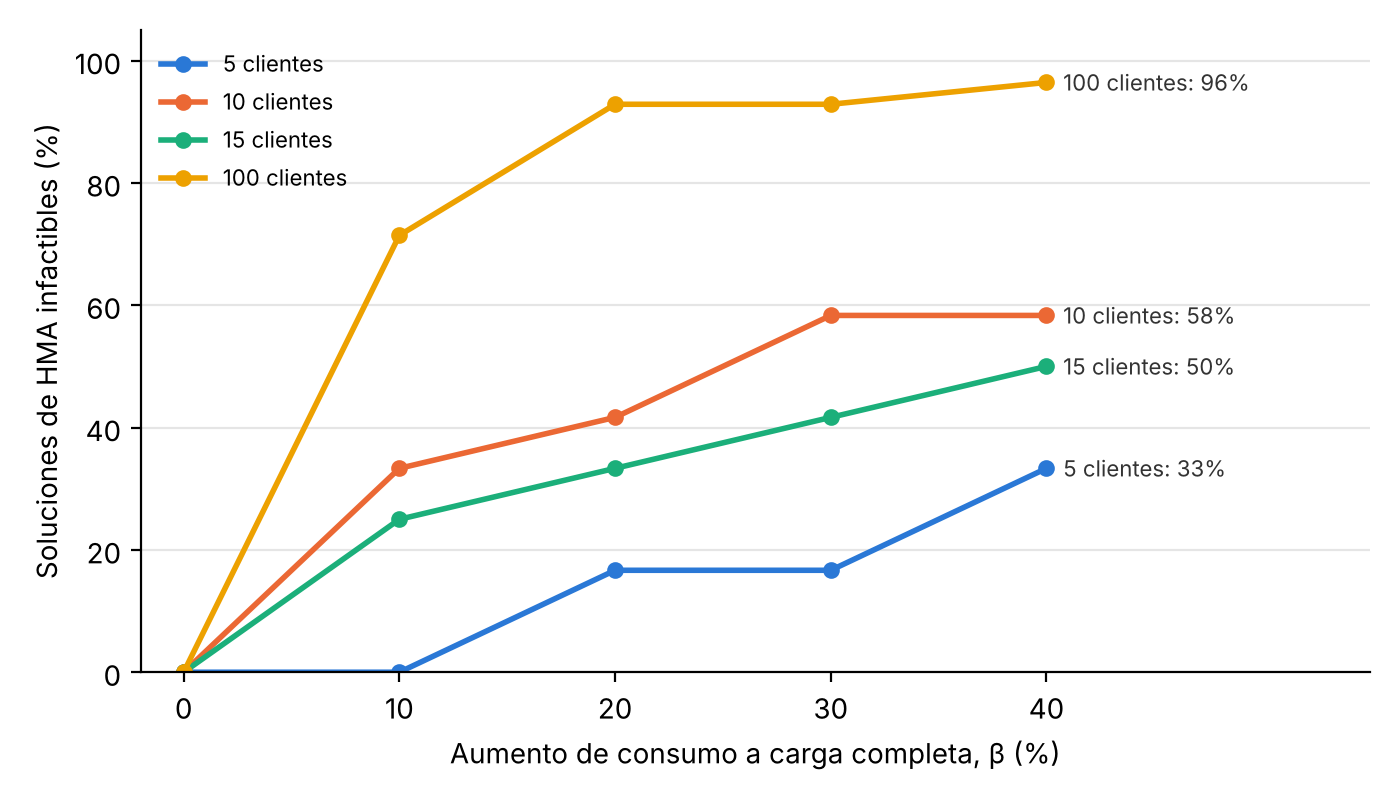 100
80
60
40
20
0
Soluciones de HMA infactibles (%)
5 clientes
10 clientes
15 clientes
100 clientes
100 clientes: 96%
10 clientes: 58%
15 clientes: 50%
5 clientes: 33%
0 10 20 30 40
Aumento de consumo a carga completa, β (%)